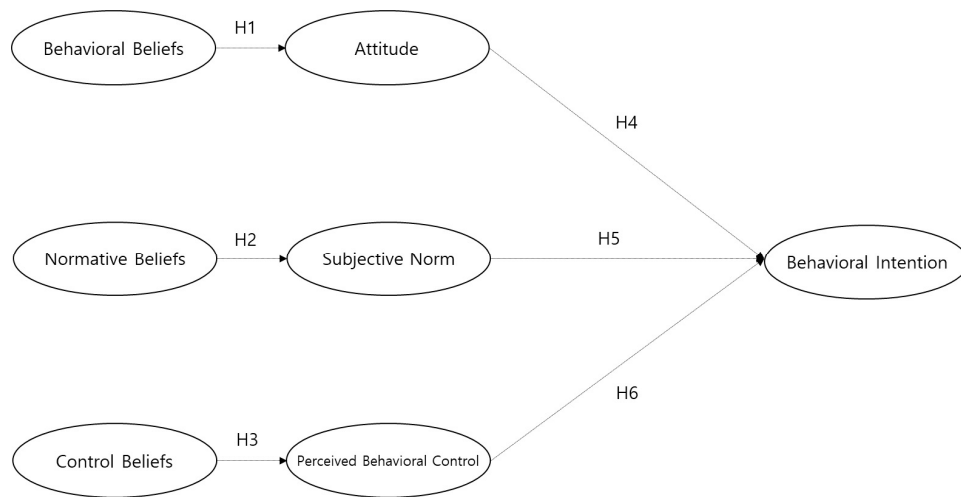 H1
Behavioral Beliefs
Attitude
H4
H2
H5
Normative Beliefs
Subjective Norm
Behavioral Intention
H6
H3
Control Beliefs
Perceived Behavioral Control